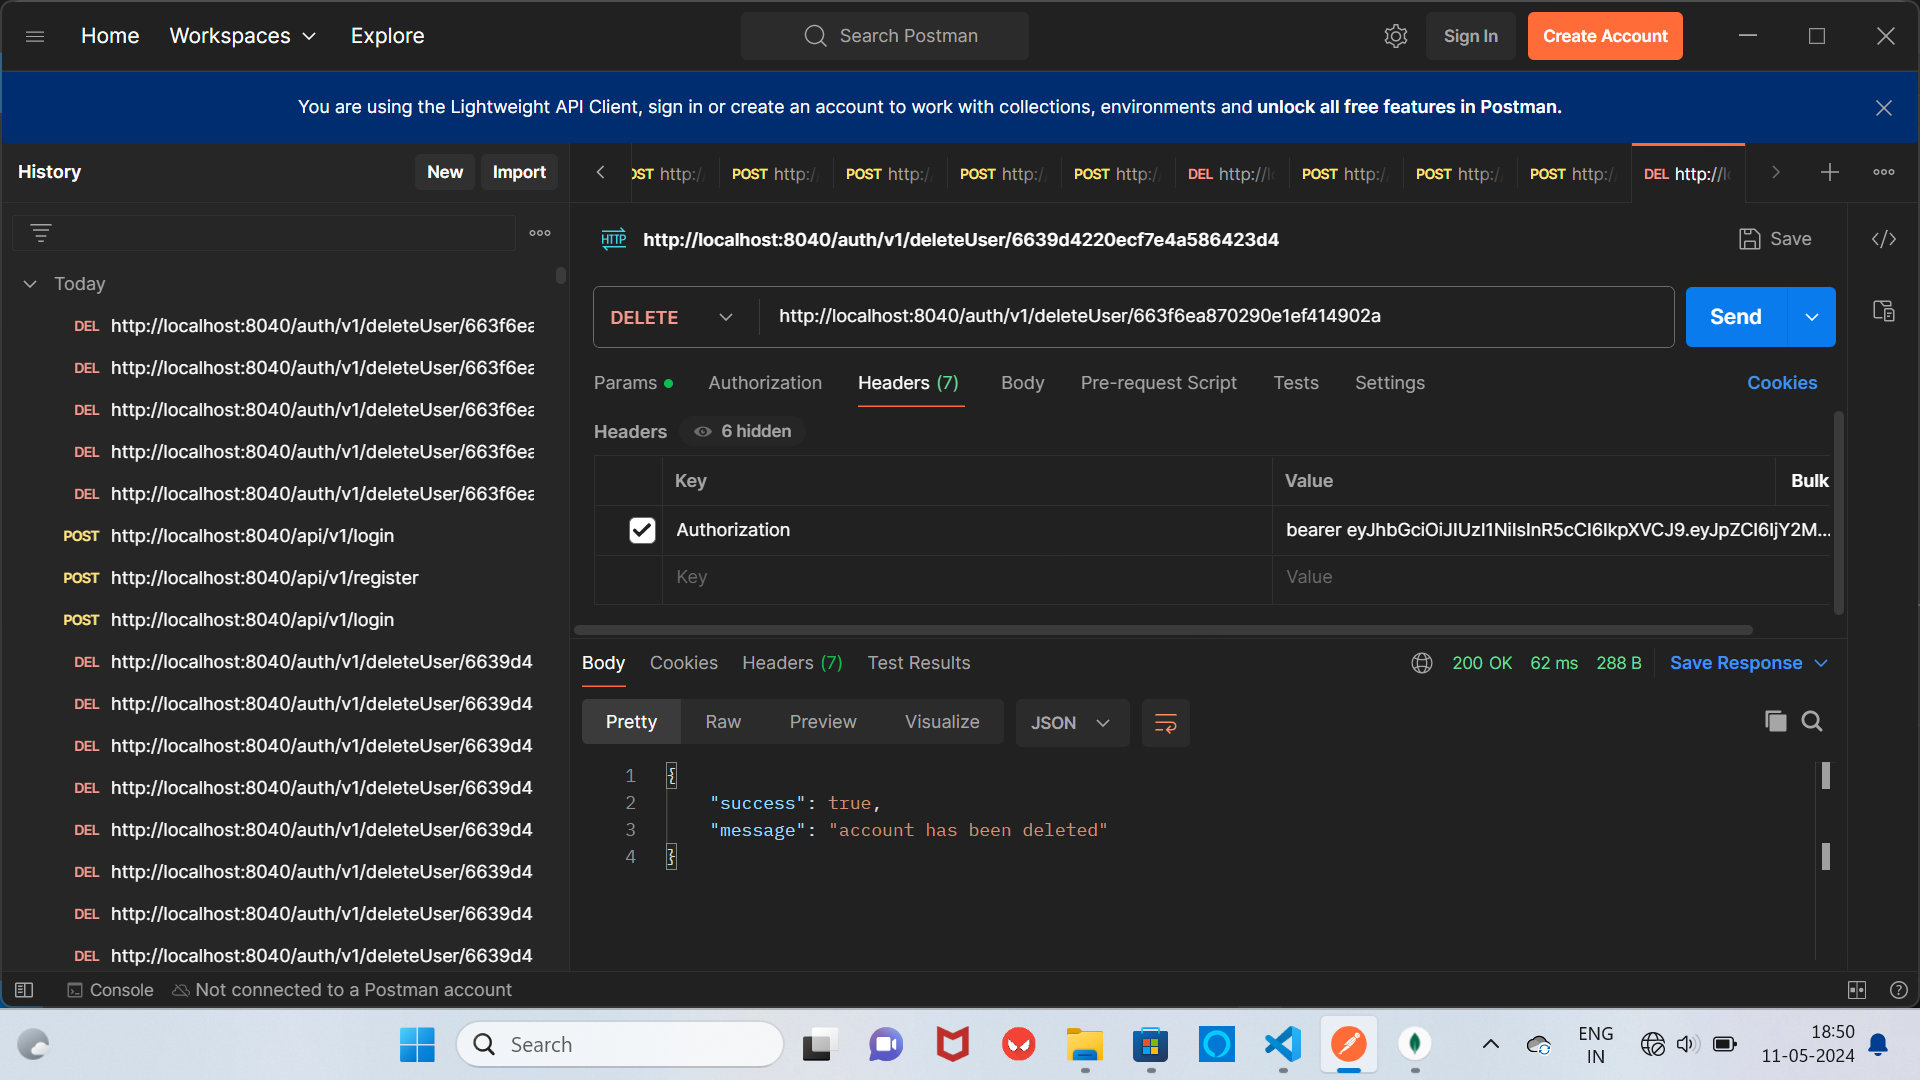 Home Workspaces Explore Search Postman Sign In Create Account
You are using the Lightweight API Client, sign in or create an account to work with collections, environments and unlock all free features in Postman.
History New Import
OST http:/ POST http:/ POST http:/ POST http:/ POST http:/ DEL http://l POST http:/ POST http:/ POST http:/ DEL http://l
HTTP http://localhost:8040/auth/v1/deleteUser/6639d4220ecf7e4a586423d4 Save
Today
DEL http://localhost:8040/auth/v1/deleteUser/663f6ea
DEL http://localhost:8040/auth/v1/deleteUser/663f6ea
DEL http://localhost:8040/auth/v1/deleteUser/663f6ea
DEL http://localhost:8040/auth/v1/deleteUser/663f6ea
DEL http://localhost:8040/auth/v1/deleteUser/663f6ea
POST http://localhost:8040/api/v1/login
POST http://localhost:8040/api/v1/register
POST http://localhost:8040/api/v1/login
DEL http://localhost:8040/auth/v1/deleteUser/6639d4
DEL http://localhost:8040/auth/v1/deleteUser/6639d4
DEL http://localhost:8040/auth/v1/deleteUser/6639d4
DEL http://localhost:8040/auth/v1/deleteUser/6639d4
DEL http://localhost:8040/auth/v1/deleteUser/6639d4
DEL http://localhost:8040/auth/v1/deleteUser/6639d4
DEL http://localhost:8040/auth/v1/deleteUser/6639d4
DEL http://localhost:8040/auth/v1/deleteUser/6639d4
DELETE http://localhost:8040/auth/v1/deleteUser/663f6ea870290e1ef414902a Send
Params Authorization Headers (7) Body Pre-request Script Tests Settings Cookies
Headers 6 hidden
Key Value Bulk
Authorization bearer eyJhbGciOiJIUzI1NiIsInR5cCI6IkpXVCJ9.eyJpZCI6IjY2M...
Key Value
Body Cookies Headers (7) Test Results 200 OK 62 ms 288 B Save Response
Pretty Raw Preview Visualize JSON
1 {
2 "success": true,
3 "message": "account has been deleted"
4 }
Console Not connected to a Postman account
Search
ENG
IN
18:50
11-05-2024